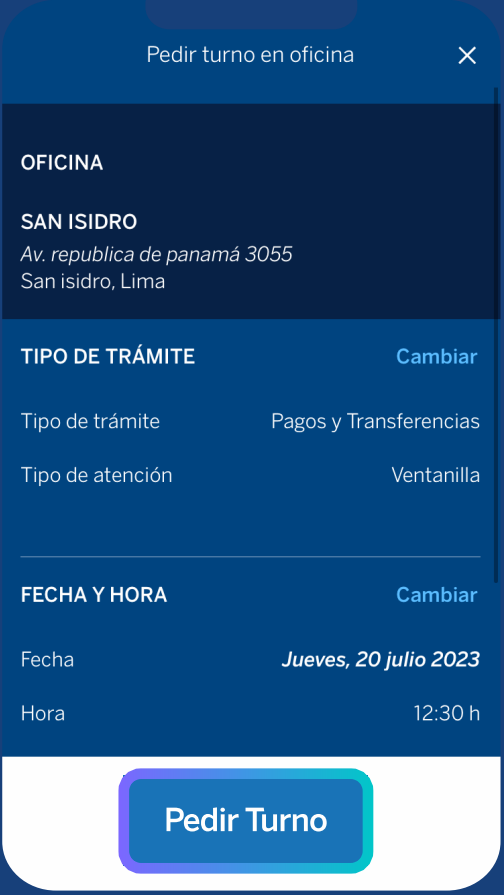 Pedir turno en oficina
OFICINA
SAN ISIDRO
Av. republica de panamá 3055
San isidro, Lima
TIPO DE TRÁMITE Cambiar
Tipo de trámite Pagos y Transferencias
Tipo de atención Ventanilla
FECHA Y HORA Cambiar
Fecha Jueves, 20 julio 2023
Hora 12:30 h
Pedir Turno